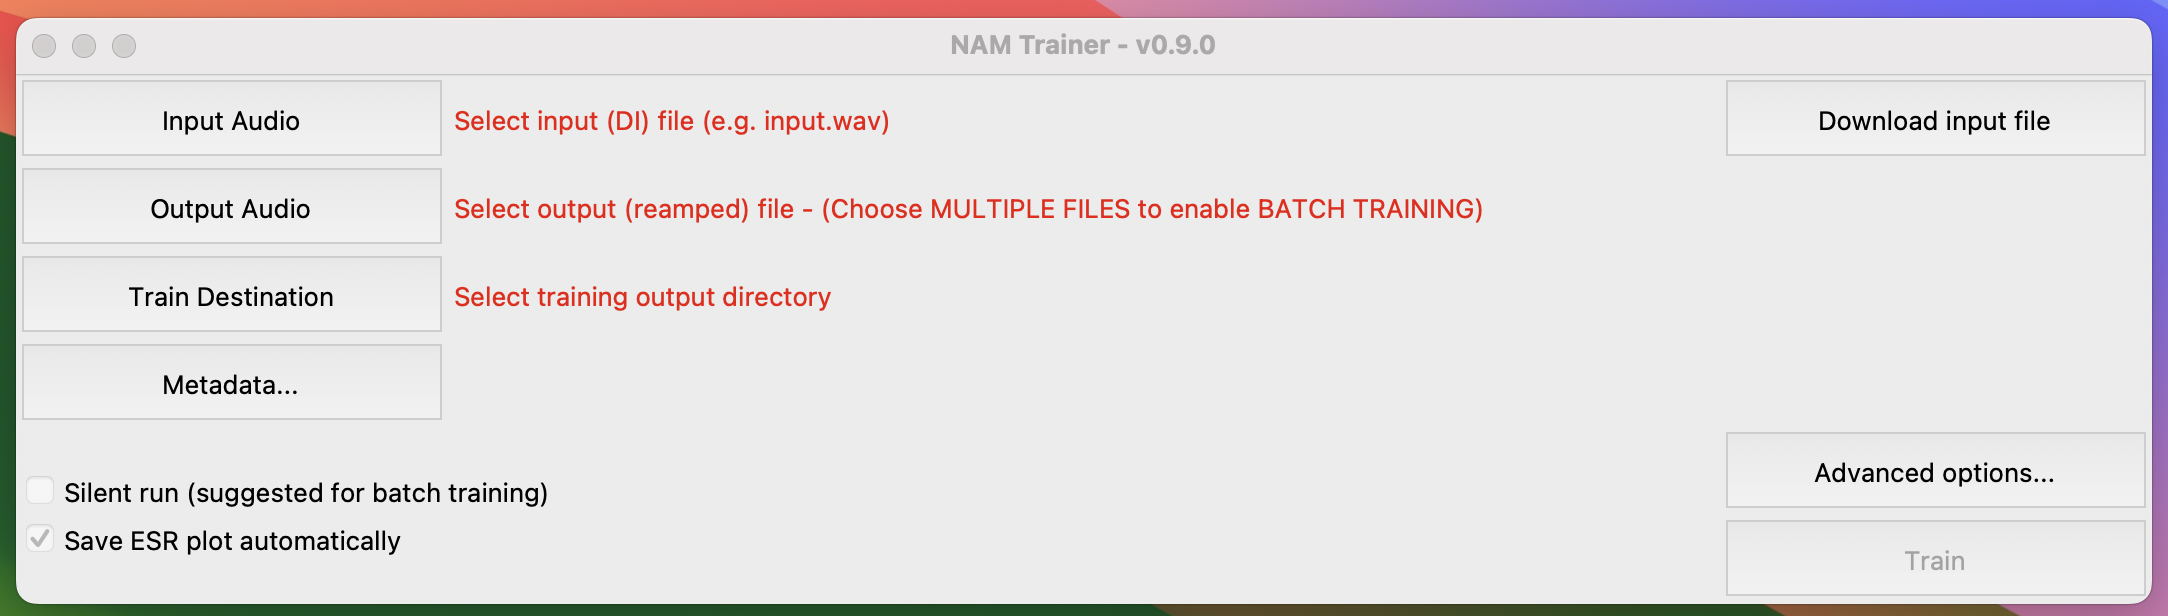 NAM Trainer - v0.9.0
Input Audio
Select input (DI) file (e.g. input.wav)
Download input file
Output Audio
Select output (reamped) file - (Choose MULTIPLE FILES to enable BATCH TRAINING)
Train Destination
Select training output directory
Metadata...
Advanced options...
Silent run (suggested for batch training)
Save ESR plot automatically
Train